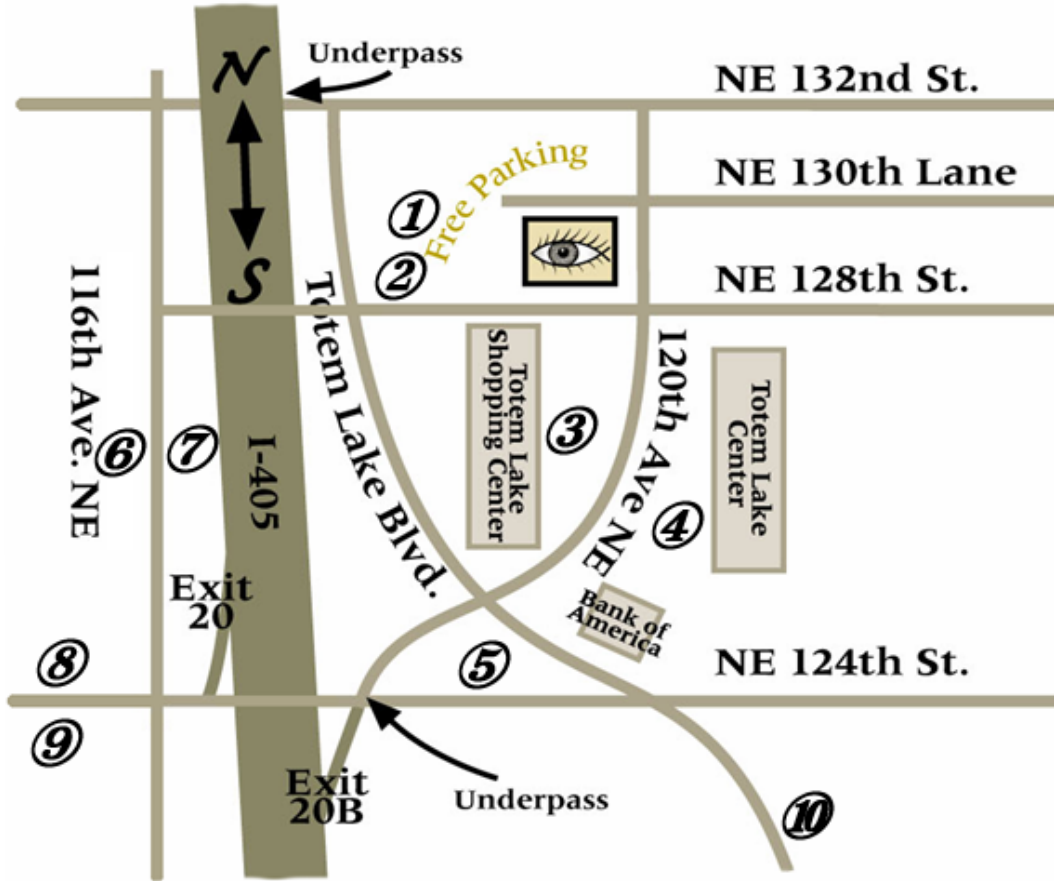 N
Underpass
NE 132nd St.
Free Parking
NE 130th Lane
1
2
S
NE 128th St.
116th Ave. NE
Totem Lake Blvd.
Totem Lake
Shopping Center
3
120th Ave NE
Totem Lake
Center
6
7
I-405
4
Exit
20
Bank of
America
8
5
NE 124th St.
9
Exit
20B
Underpass
10